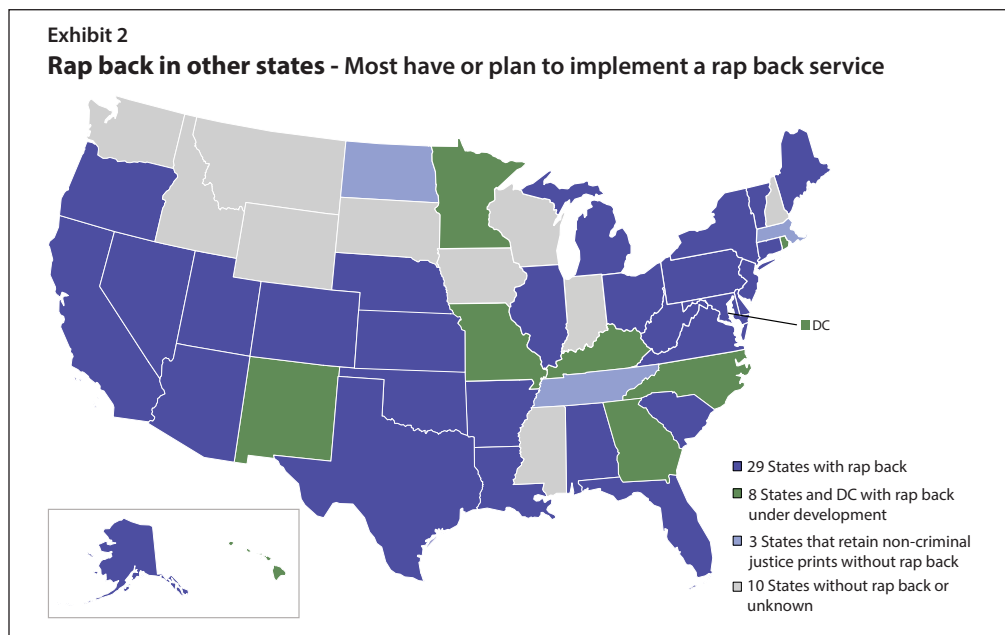 Exhibit 2
Rap back in other states - Most have or plan to implement a rap back service
DC
29 States with rap back
8 States and DC with rap back
under development
3 States that retain non-criminal
justice prints without rap back
10 States without rap back or
unknown